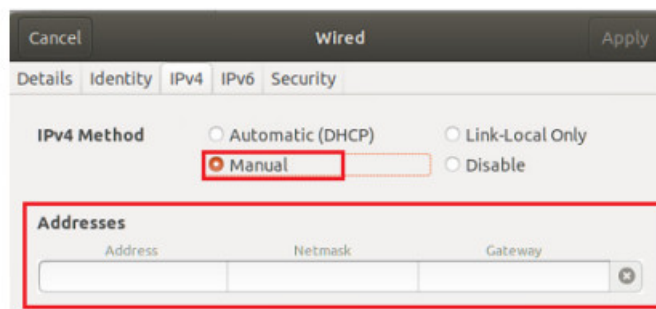 Cancel Wired Apply
Details Identity IPv4 IPv6 Security
IPv4 Method Automatic (DHCP) Link-Local Only
Manual Disable
Addresses
Address Netmask Gateway